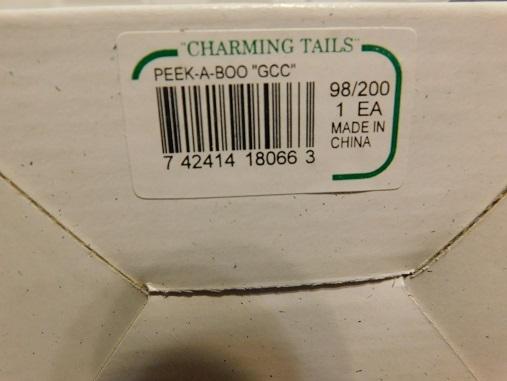 "CHARMING TAILS"
PEEK-A-BOO "GCC"
98/200
1 EA
MADE IN
CHINA
7 42414 18066 3